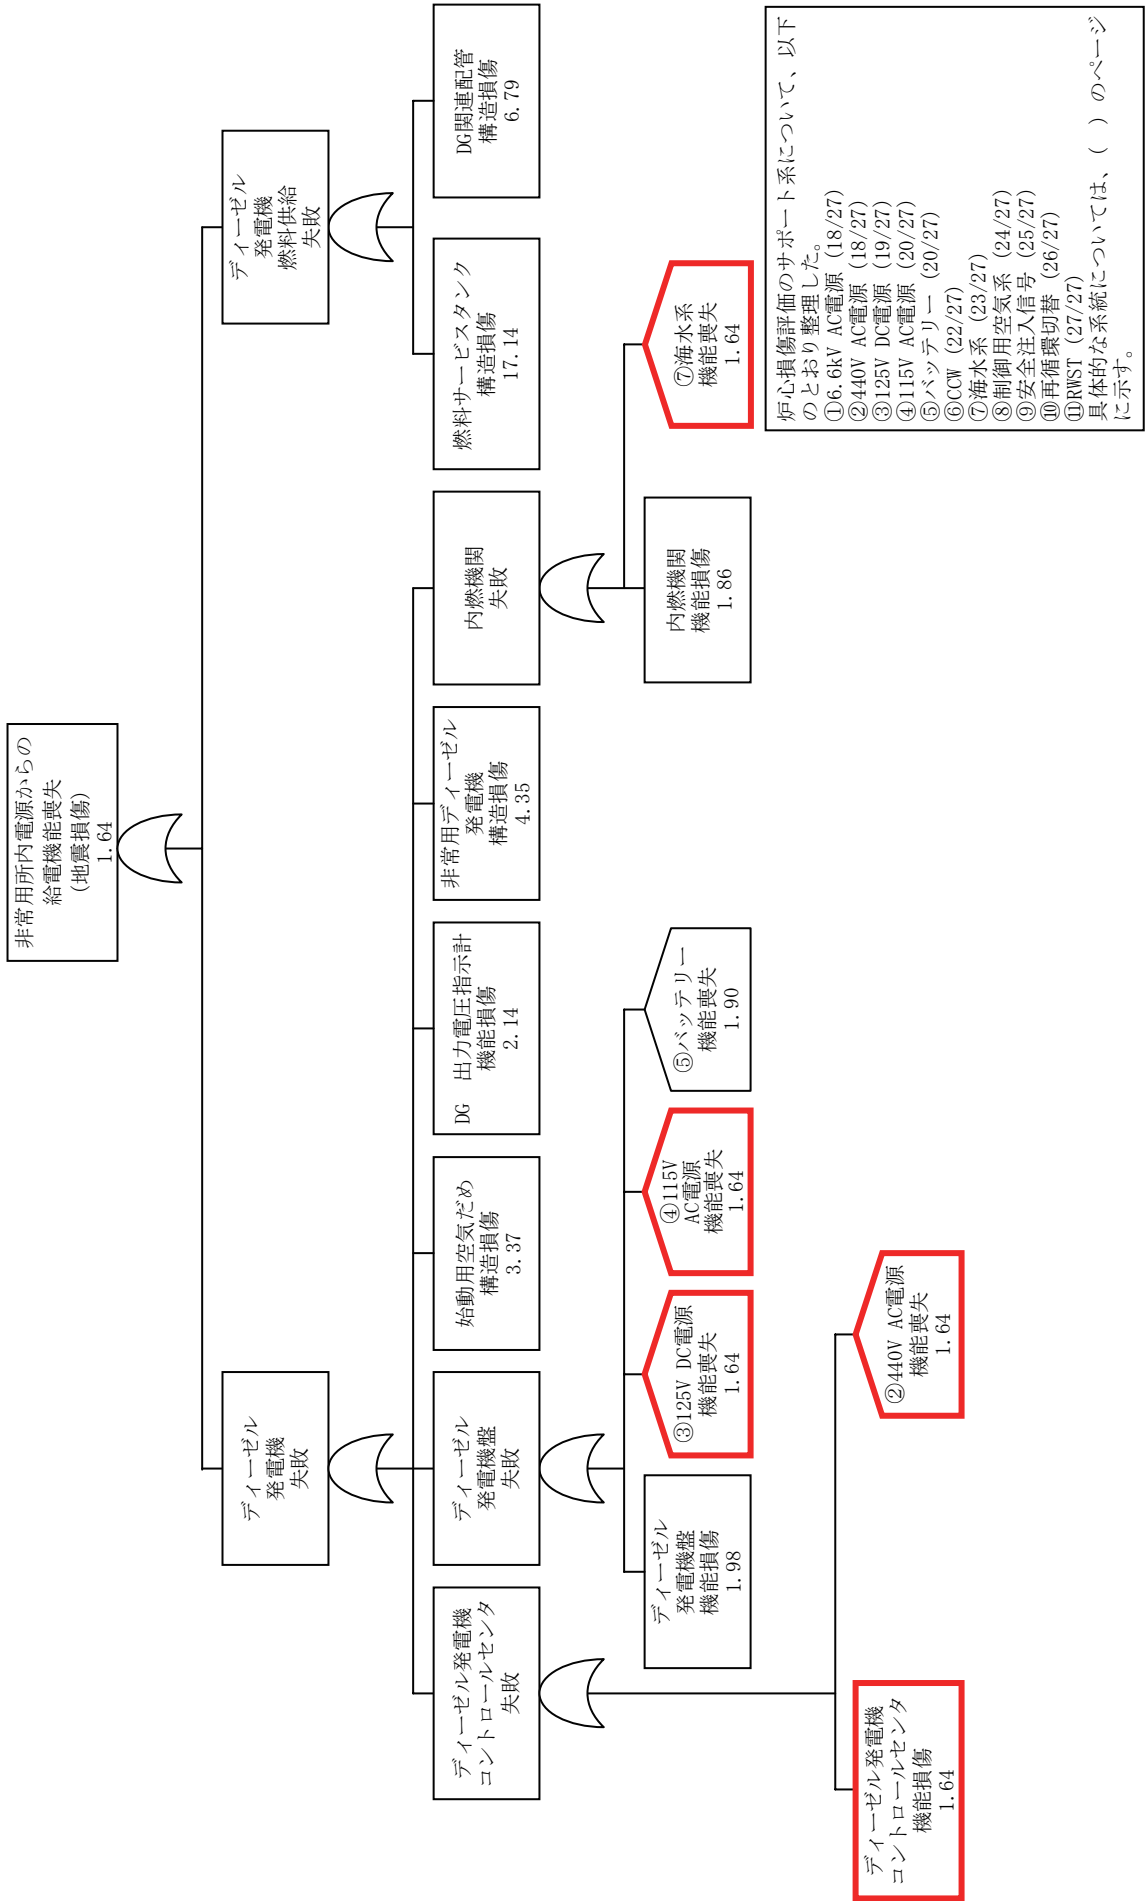 非常用所内電源からの
給電機能喪失
(地震損傷)
1.64
ディーゼル
発電機
失敗
ディーゼル
発電機
燃料供給
失敗
ディーゼル発電機
コントロールセンタ
失敗
ディーゼル
発電機盤
失敗
始動用空気だめ
構造損傷
3.37
DG　出力電圧指示計
機能損傷
2.14
非常用ディーゼル
発電機
構造損傷
4.35
内燃機関
失敗
燃料サービスタンク
構造損傷
17.14
DG関連配管
構造損傷
6.79
ディーゼル
発電機盤
機能損傷
1.98
③125V DC電源
機能喪失
1.64
④115V
AC電源
機能喪失
1.64
⑤バッテリー
機能喪失
1.90
内燃機関
機能損傷
1.86
⑦海水系
機能喪失
1.64
ディーゼル発電機
コントロールセンタ
機能損傷
1.64
②440V AC電源
機能喪失
1.64
炉心損傷評価のサポート系について、以下
のとおり整理した。
①6.6kV AC電源 (18/27)
②440V AC電源 (18/27)
③125V DC電源 (19/27)
④115V AC電源 (20/27)
⑤バッテリー (20/27)
⑥CCW (22/27)
⑦海水系 (23/27)
⑧制御用空気系 (24/27)
⑨安全注入信号 (25/27)
⑩再循環切替 (26/27)
⑪RWST (27/27)
具体的な系統については、( ) のページ
に示す。